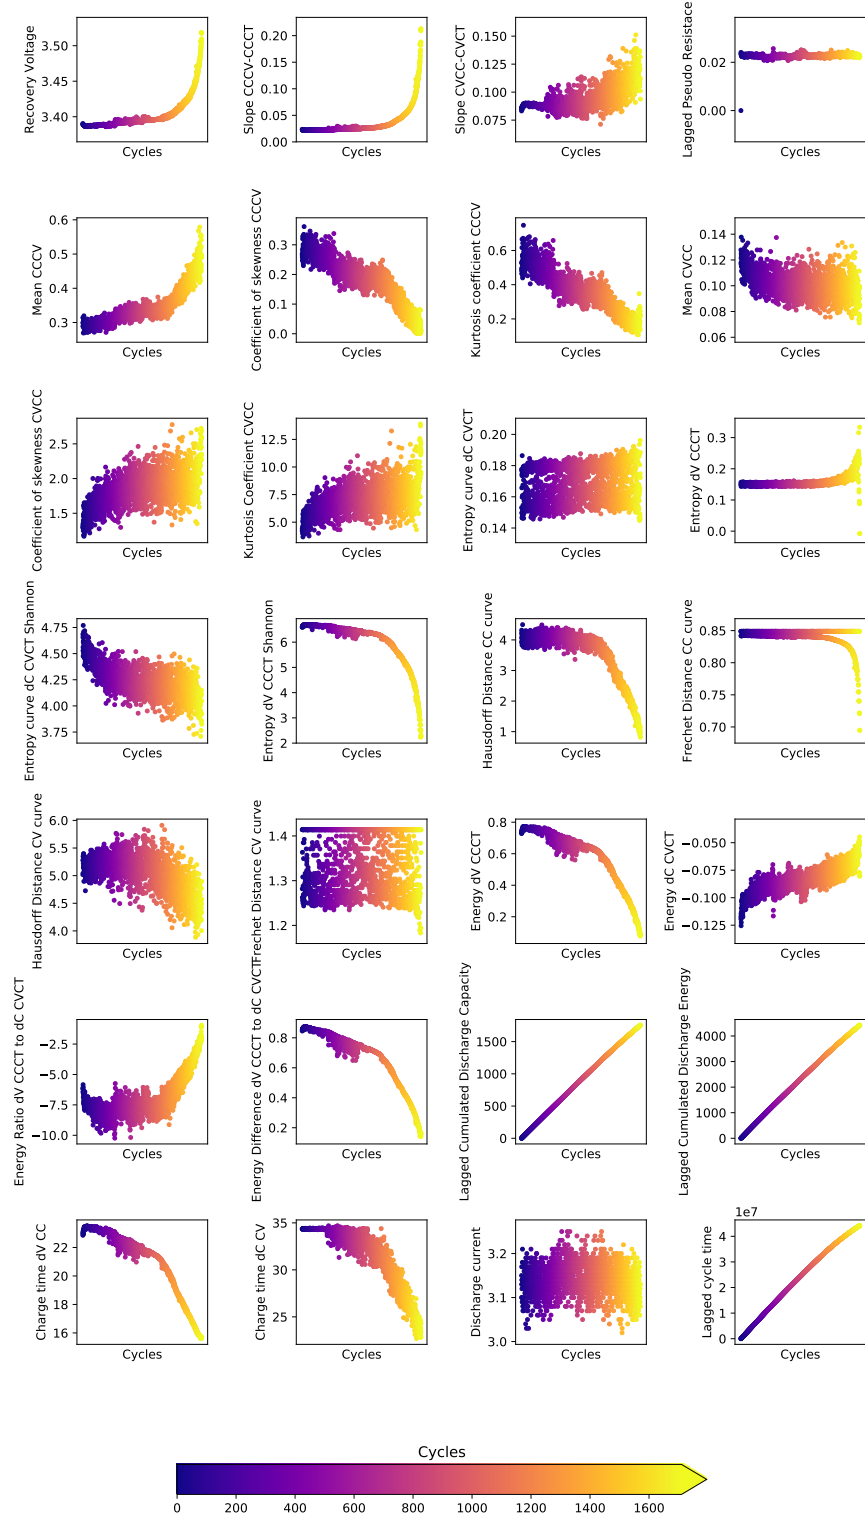 Recovery Voltage
3.50
3.45
3.40
Cycles
Slope CCCV-CCCT
0.20
0.15
0.10
0.05
0.00
Cycles
Slope CVCC-CVCT
0.150
0.125
0.100
0.075
Cycles
Lagged Pseudo Resistace
0.02
0.00
Cycles
Mean CCCV
0.6
0.5
0.4
0.3
Cycles
Coefficient of skewness CCCV
0.3
0.2
0.1
0.0
Cycles
Kurtosis coefficient CCCV
0.6
0.4
0.2
Cycles
Mean CVCC
0.14
0.12
0.10
0.08
0.06
Cycles
Coefficient of skewness CVCC
2.5
2.0
1.5
Cycles
Kurtosis Coefficient CVCC
12.5
10.0
7.5
5.0
Cycles
Entropy curve dC CVCT
0.20
0.18
0.16
0.14
Cycles
Entropy dV CCCT
0.3
0.2
0.1
0.0
Cycles
Entropy curve dC CVCT Shannon
4.75
4.50
4.25
4.00
3.75
Cycles
Entropy dV CCCT Shannon
6
5
4
3
2
Cycles
Hausdorff Distance CC curve
4
3
2
1
Cycles
Frechet Distance CC curve
0.85
0.80
0.75
0.70
Cycles
Hausdorff Distance CV curve
6.0
5.5
5.0
4.5
4.0
Cycles
Frechet Distance CV curve
1.4
1.3
1.2
Cycles
Energy dV CCCT
0.8
0.6
0.4
0.2
Cycles
Energy dC CVCT
−0.050
−0.075
−0.100
−0.125
Cycles
Energy Ratio dV CCCT to dC CVCT
−2.5
−5.0
−7.5
−10.0
Cycles
Energy Difference dV CCCT to dC CVCT
0.8
0.6
0.4
0.2
Cycles
Lagged Cumulated Discharge Capacity
1500
1000
500
0
Cycles
Lagged Cumulated Discharge Energy
4000
3000
2000
1000
0
Cycles
Charge time dV CC
22
20
18
16
Cycles
Charge time dC CV
35
30
25
Cycles
Discharge current
3.2
3.1
3.0
Cycles
Lagged cycle time
1e7
4
3
2
1
0
Cycles
Cycles
0 200 400 600 800 1000 1200 1400 1600